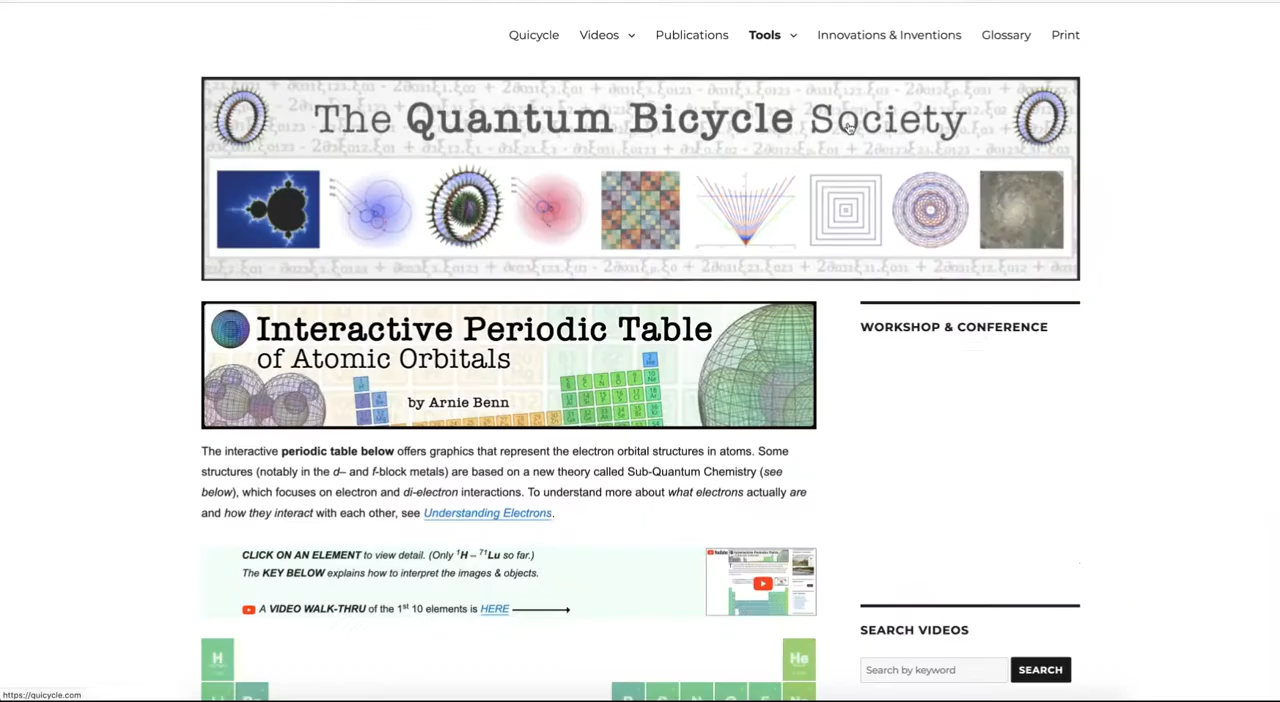 Quicycle Videos Publications Tools Innovations & Inventions Glossary Print
The Quantum Bicycle Society
Interactive Periodic Table
of Atomic Orbitals
by Arnie Benn
WORKSHOP & CONFERENCE
The interactive periodic table below offers graphics that represent the electron orbital structures in atoms. Some
structures (notably in the d– and f-block metals) are based on a new theory called Sub-Quantum Chemistry (see
below), which focuses on electron and di-electron interactions. To understand more about what electrons actually are
and how they interact with each other, see Understanding Electrons.
CLICK ON AN ELEMENT to view detail. (Only ¹H – ⁷¹Lu so far.)
The KEY BELOW explains how to interpret the images & objects.
A VIDEO WALK-THRU of the 1st 10 elements is HERE
SEARCH VIDEOS
Search by keyword SEARCH
H He
https://quicycle.com